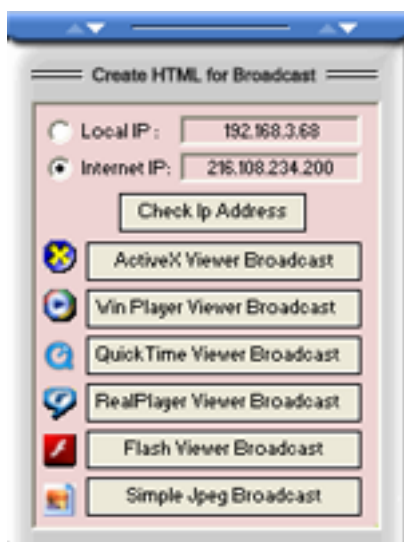 Create HTML for Broadcast
Local IP : 192.168.3.68
Internet IP: 216.108.234.200
Check Ip Address
ActiveX Viewer Broadcast
Win Player Viewer Broadcast
QuickTime Viewer Broadcast
RealPlayer Viewer Broadcast
Flash Viewer Broadcast
Simple Jpeg Broadcast